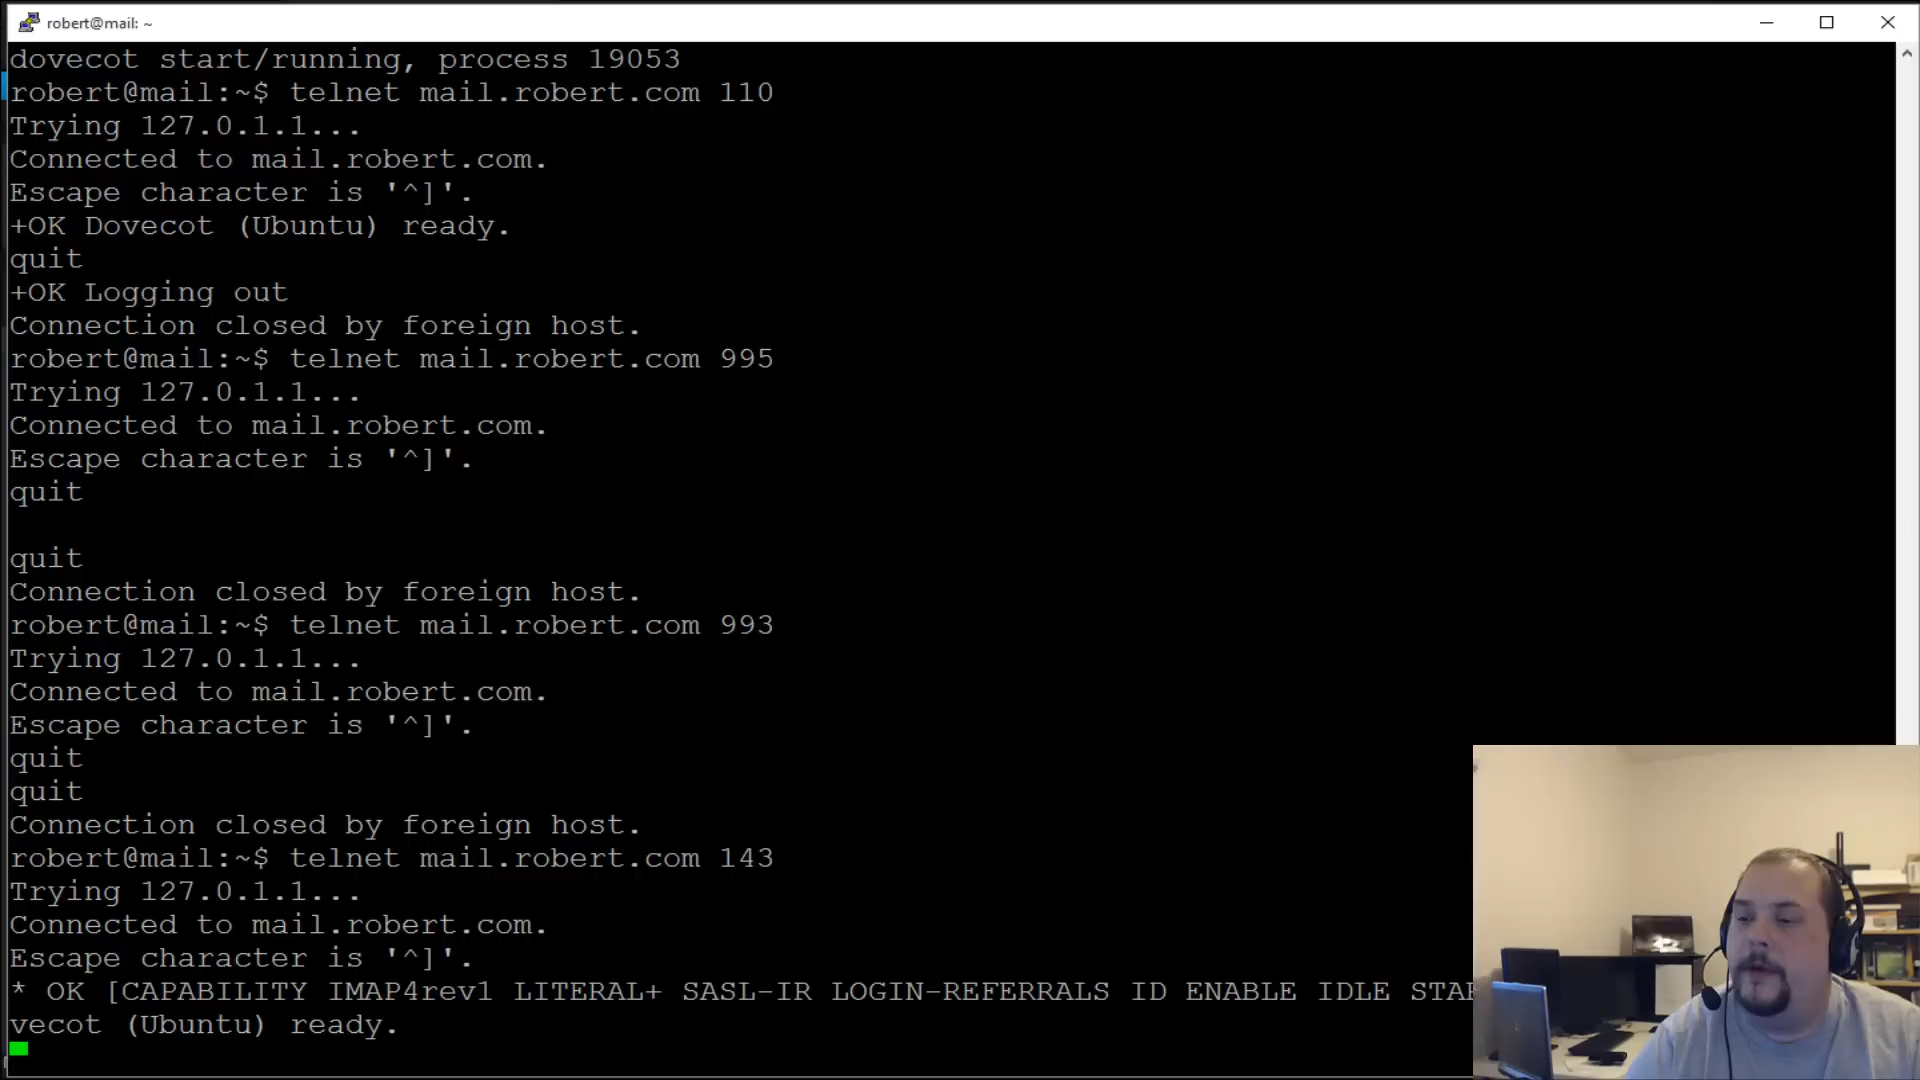 robert@mail: ~
dovecot start/running, process 19053
robert@mail:~$ telnet mail.robert.com 110
Trying 127.0.1.1...
Connected to mail.robert.com.
Escape character is '^]'.
+OK Dovecot (Ubuntu) ready.
quit
+OK Logging out
Connection closed by foreign host.
robert@mail:~$ telnet mail.robert.com 995
Trying 127.0.1.1...
Connected to mail.robert.com.
Escape character is '^]'.
quit
quit
Connection closed by foreign host.
robert@mail:~$ telnet mail.robert.com 993
Trying 127.0.1.1...
Connected to mail.robert.com.
Escape character is '^]'.
quit
quit
Connection closed by foreign host.
robert@mail:~$ telnet mail.robert.com 143
Trying 127.0.1.1...
Connected to mail.robert.com.
Escape character is '^]'.
* OK [CAPABILITY IMAP4rev1 LITERAL+ SASL-IR LOGIN-REFERRALS ID ENABLE IDLE
vecot (Ubuntu) ready.